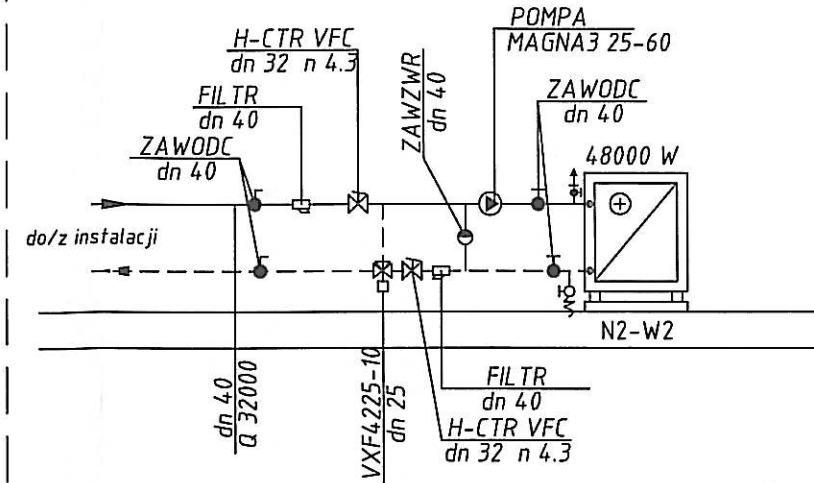 POMPA
MAGNA3 25-60
H-CTR VFC
dn 32 n 4.3
ZAWZWR
dn 40
FILTR
dn 40
ZAWODC
dn 40
ZAWODC
dn 40
48000 W
do/z instalacji
N2-W2
dn 40
Q 32000
VXF4225-10
dn 25
FILTR
dn 40
H-CTR VFC
dn 32 n 4.3